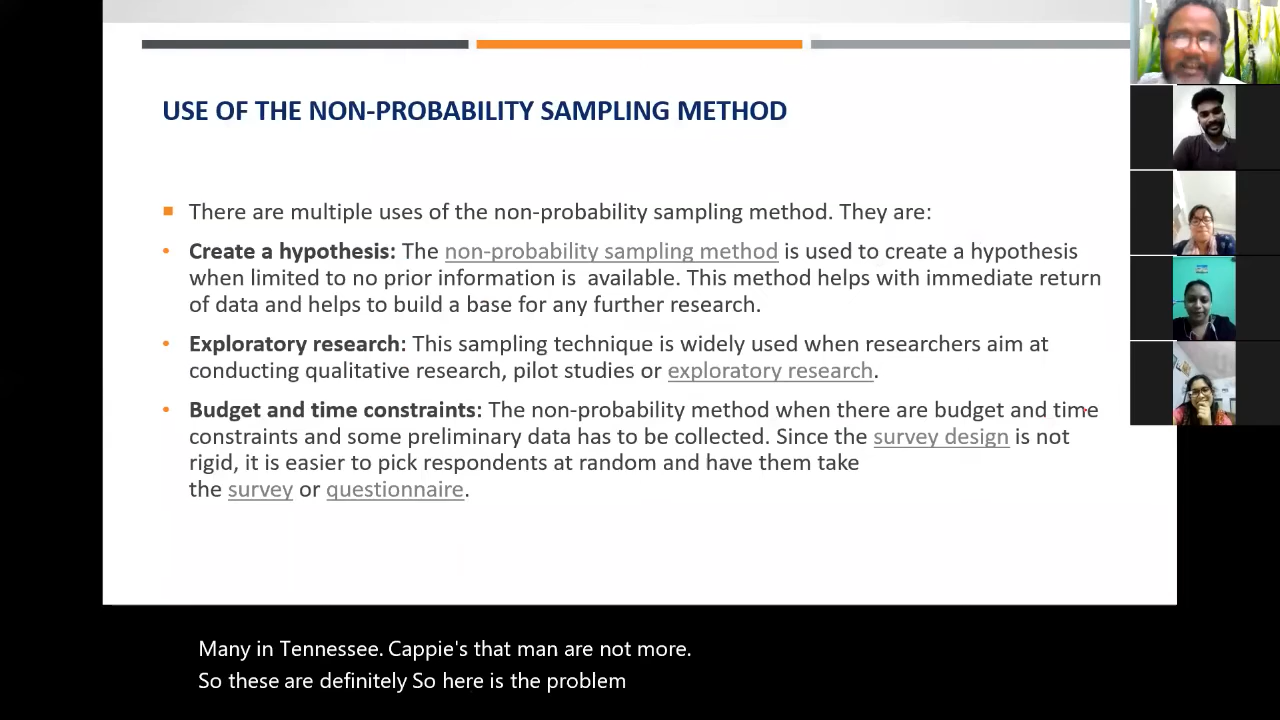 USE OF THE NON-PROBABILITY SAMPLING METHOD
There are multiple uses of the non-probability sampling method. They are:
Create a hypothesis: The non-probability sampling method is used to create a hypothesis
when limited to no prior information is available. This method helps with immediate return
of data and helps to build a base for any further research.
Exploratory research: This sampling technique is widely used when researchers aim at
conducting qualitative research, pilot studies or exploratory research.
Budget and time constraints: The non-probability method when there are budget and time
constraints and some preliminary data has to be collected. Since the survey design is not
rigid, it is easier to pick respondents at random and have them take
the survey or questionnaire.
Many in Tennessee. Cappie's that man are not more.
So these are definitely So here is the problem